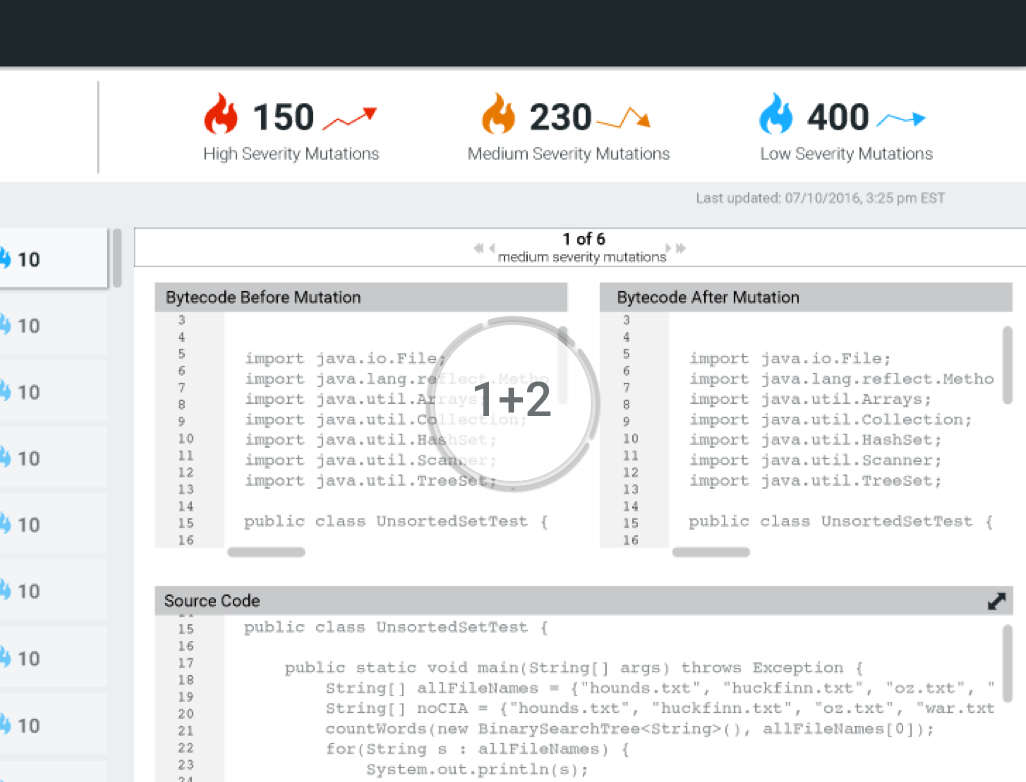 150
230
400
High Severity Mutations
Medium Severity Mutations
Low Severity Mutations
Last updated: 07/10/2016, 3:25 pm EST
10
10
10
10
10
10
10
10
1 of 6
medium severity mutations
Bytecode Before Mutation
3
4
5
6
7
8
9
10
11
12
13
14
15
16
import java.io.File;
import java.lang.reflect.Metho
import java.util.Arrays;
import java.util.Collection;
import java.util.HashSet;
import java.util.Scanner;
import java.util.TreeSet;
public class UnsortedSetTest {
1+2
Bytecode After Mutation
3
4
5
6
7
8
9
10
11
12
13
14
15
16
import java.io.File;
import java.lang.reflect.Metho
import java.util.Arrays;
import java.util.Collection;
import java.util.HashSet;
import java.util.Scanner;
import java.util.TreeSet;
public class UnsortedSetTest {
Source Code
14
15
16
17
18
19
20
21
22
23
24
public class UnsortedSetTest {
public static void main(String[] args) throws Exception {
String[] allFileNames = {"hounds.txt", "huckfinn.txt", "oz.txt", "
String[] noCIA = {"hounds.txt", "huckfinn.txt", "oz.txt", "war.txt
countWords(new BinarySearchTree<String>(), allFileNames[0]);
for(String s : allFileNames) {
System.out.println(s);